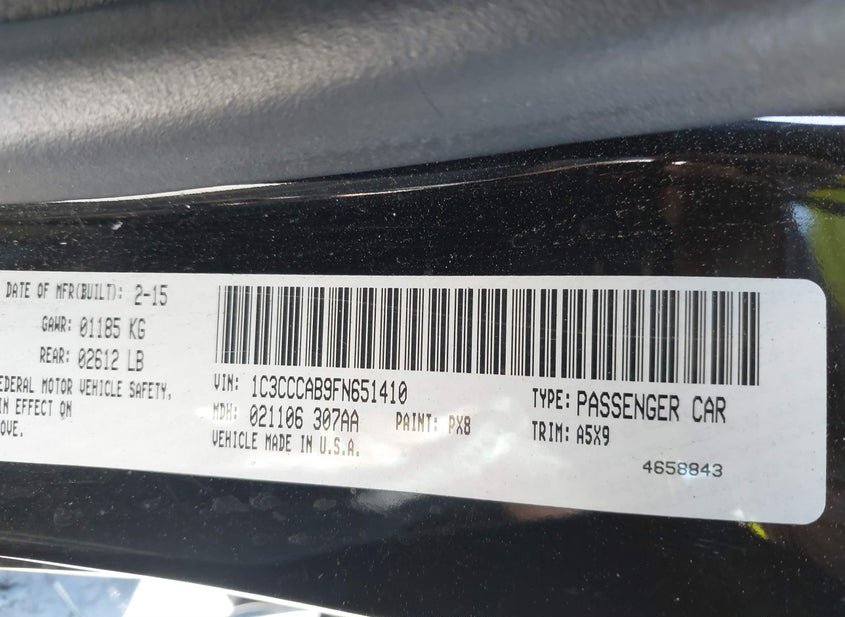 DATE OF MFR(BUILT): 2-15
GAWR: 01185 KG
REAR: 02612 LB
EDERAL MOTOR VEHICLE SAFETY,
IN EFFECT ON
OVE.
VIN: 1C3CCCAB9FN651410
TYPE: PASSENGER CAR
MDH: 021106 307AA PAINT: PX8
TRIM: A5X9
VEHICLE MADE IN U.S.A.
4658843